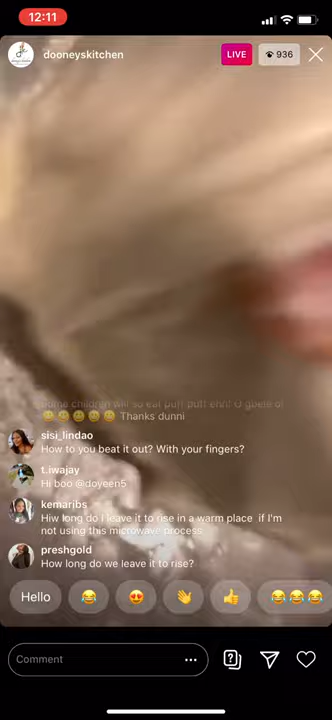 12:11
dooneyskitchen
LIVE
936
some children will so eat puff puff ehn! O gbele o!
😄😄😄😄😄 Thanks dunni
sisi_lindao
How to you beat it out? With your fingers?
t.iwajay
Hi boo @doyeen5
kemaribs
Hiw long do i leave it to rise in a warm place  if I'm
not using this microwave process
preshgold
How long do we leave it to rise?
Hello 😂 😍 👋 👍 😂😂😂
Comment